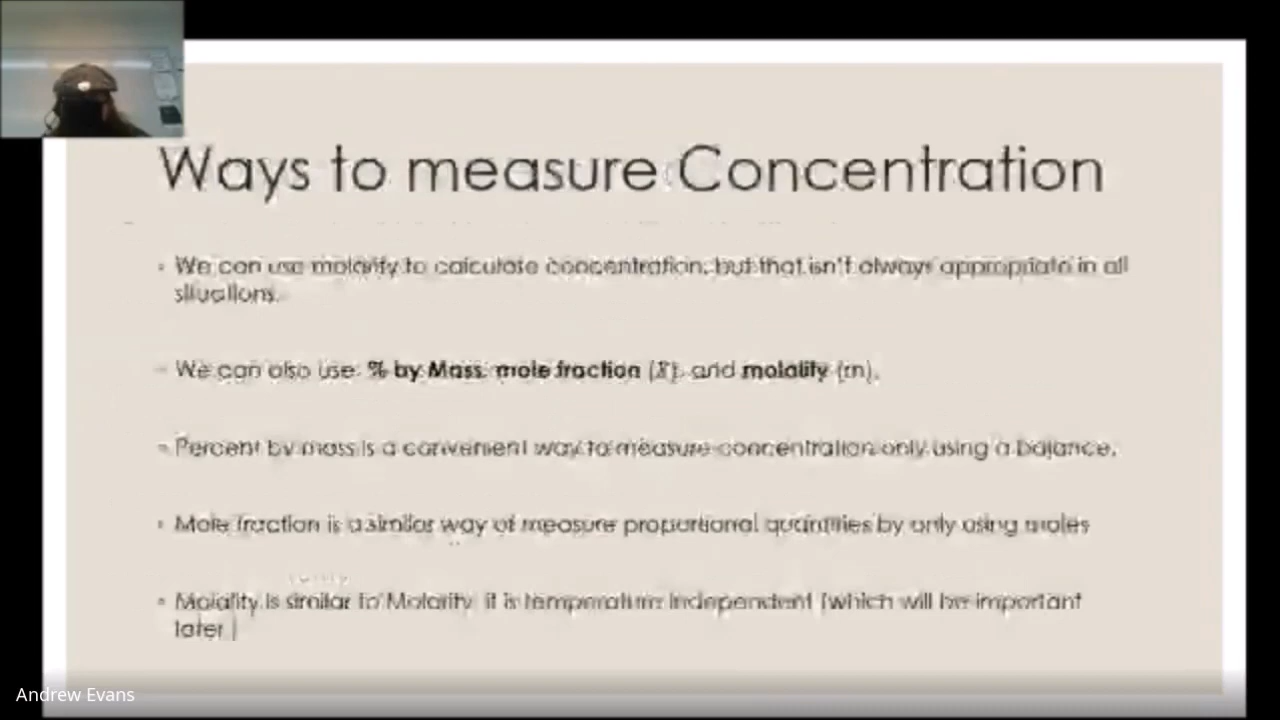 Ways to measure Concentration
We can use molarity to calculate concentration, but that isn't always appropriate in all
situations.
We can also use % by Mass, mole fraction (X), and molality (m).
Percent by mass is a convenient way to measure concentration only using a balance.
Mole fraction is a similar way of measure proportional quantities by only using moles
Molality is similar to Molarity, it is temperature independent (which will be important
later)
Andrew Evans